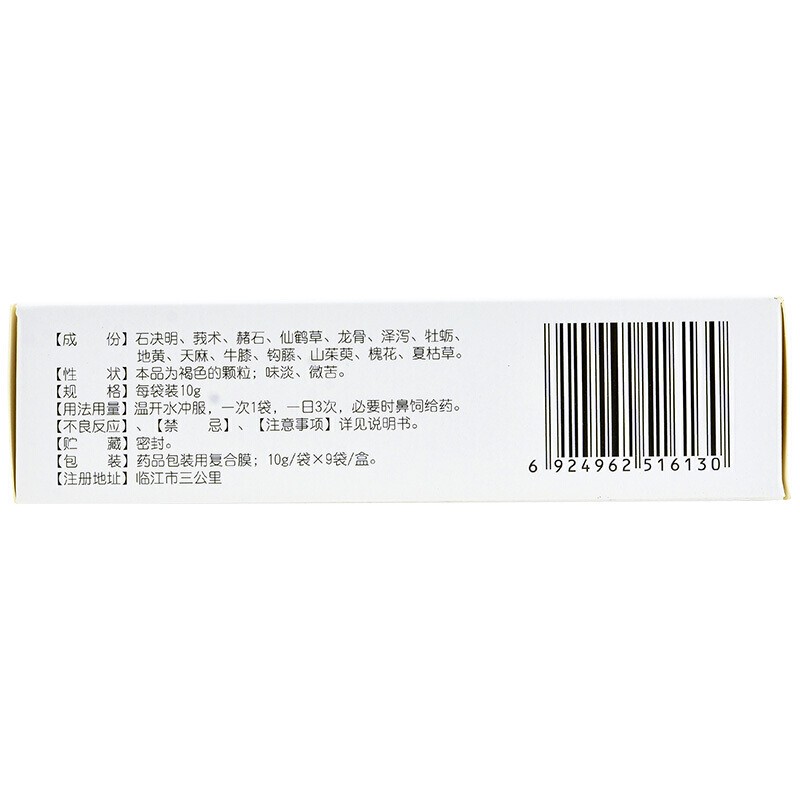 【成　份】石决明、莪术、赭石、仙鹤草、龙骨、泽泻、牡蛎、
地黄、天麻、牛膝、钩藤、山茱萸、槐花、夏枯草。
【性　状】本品为褐色的颗粒；味淡、微苦。
【规　格】每袋装10g
【用法用量】温开水冲服，一次1袋，一日3次，必要时鼻饲给药。
【不良反应】、【禁　忌】、【注意事项】详见说明书。
【贮　藏】密封。
【包　装】药品包装用复合膜；10g/袋×9袋/盒。
【注册地址】临江市三公里
6 924962 516130